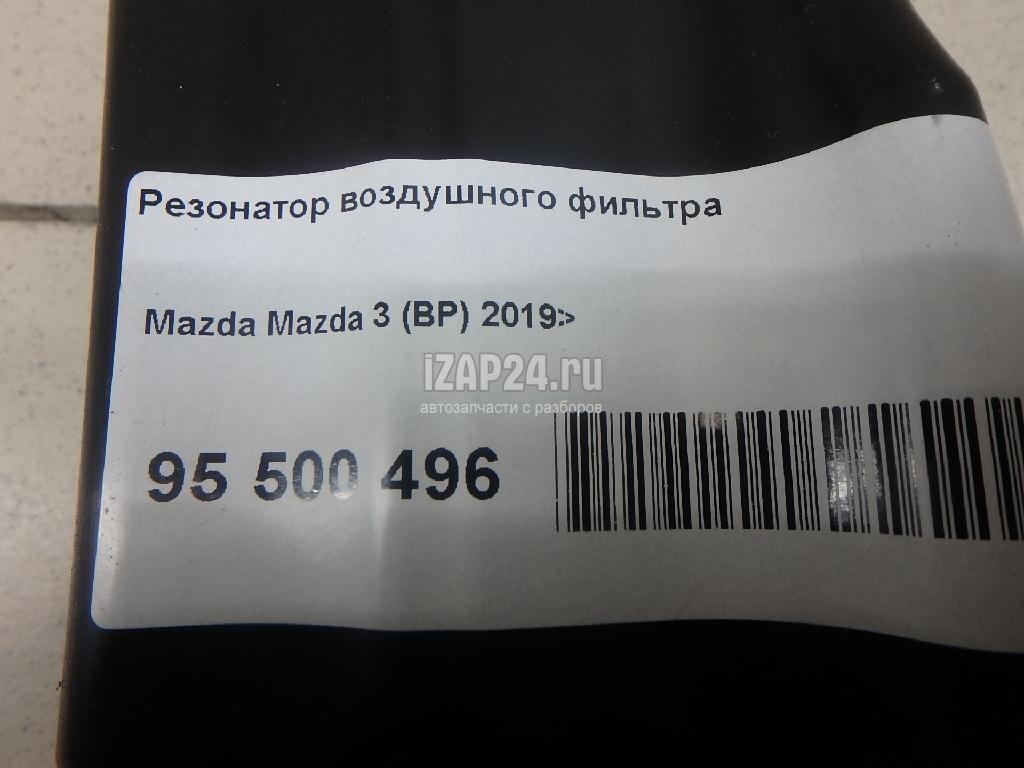 Резонатор воздушного фильтра
Mazda Mazda 3 (BP) 2019>
iZAP24.ru
автозапчасти с разборов
95 500 496